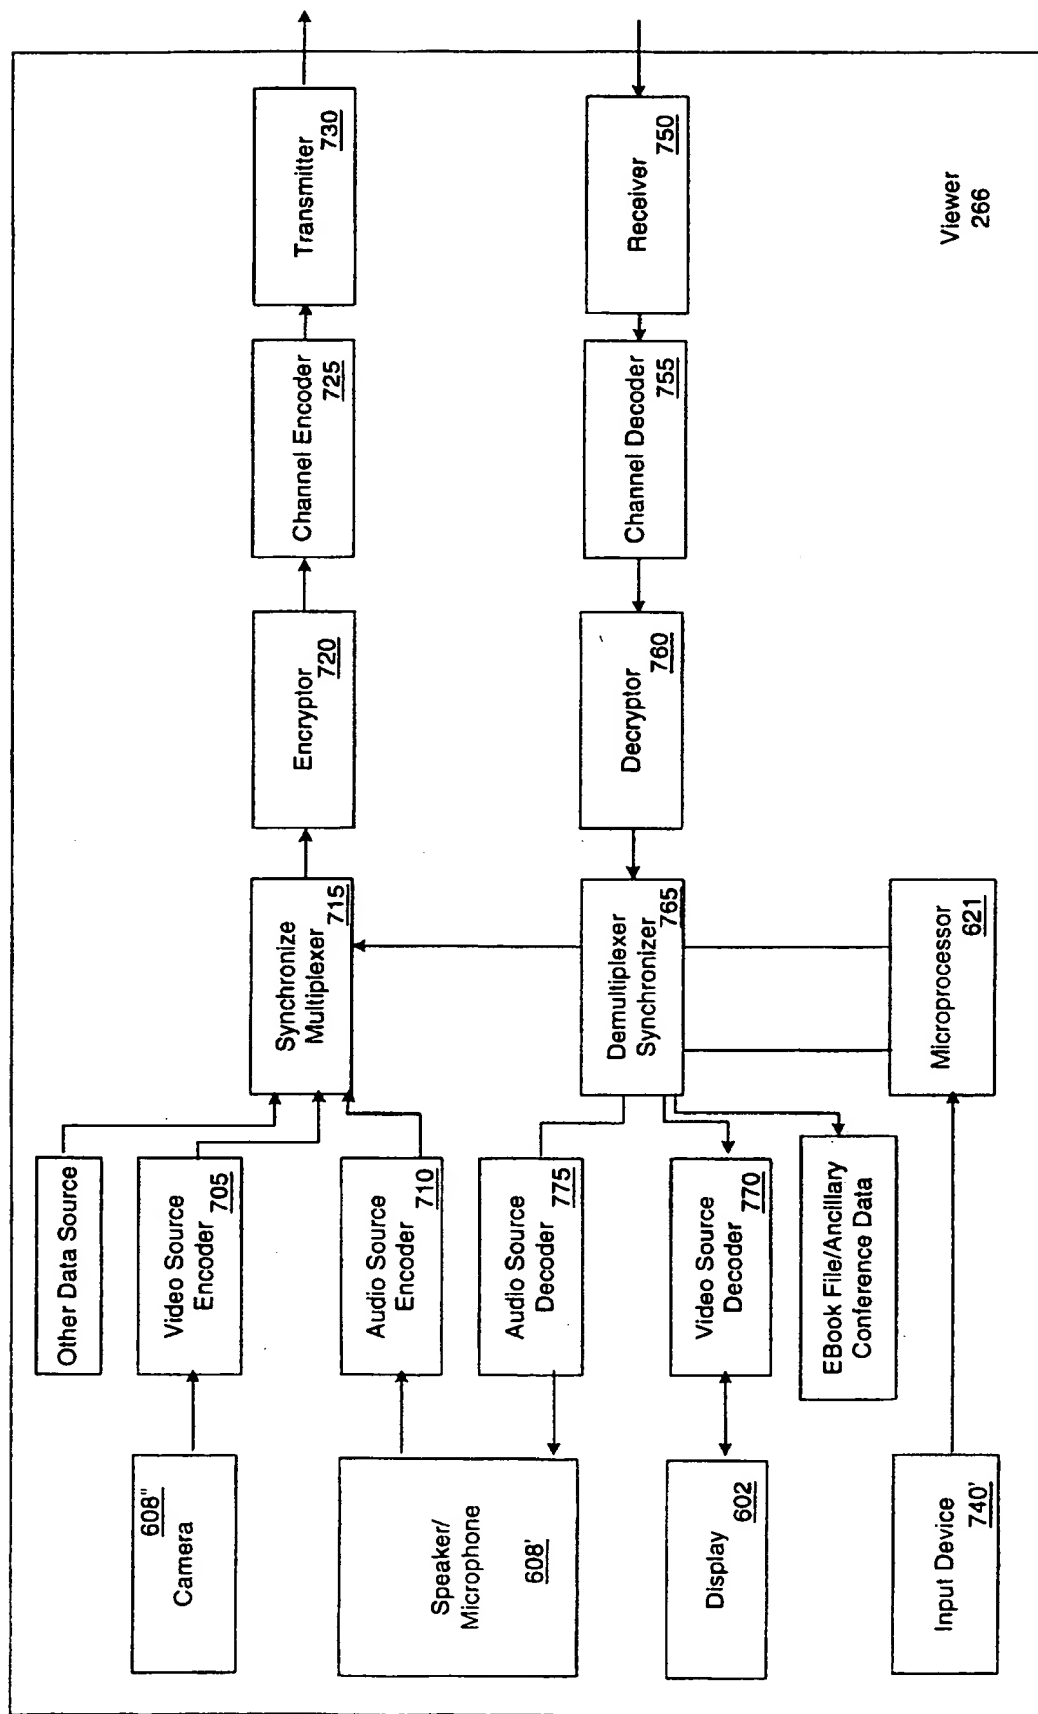 Camera
608"
Speaker/
Microphone
608'
Display
602
Input Device
740'
Other Data Source
Video Source
Encoder
705
Audio Source
Encoder
710
Audio Source
Decoder
775
Video Source
Decoder
770
EBook File/Ancillary
Conference Data
Synchronize
Multiplexer
715
Demultiplexer
Synchronizer
765
Microprocessor
621
Encryptor
720
Decryptor
760
Channel Encoder
725
Channel Decoder
755
Transmitter
730
Receiver
750
Viewer
266